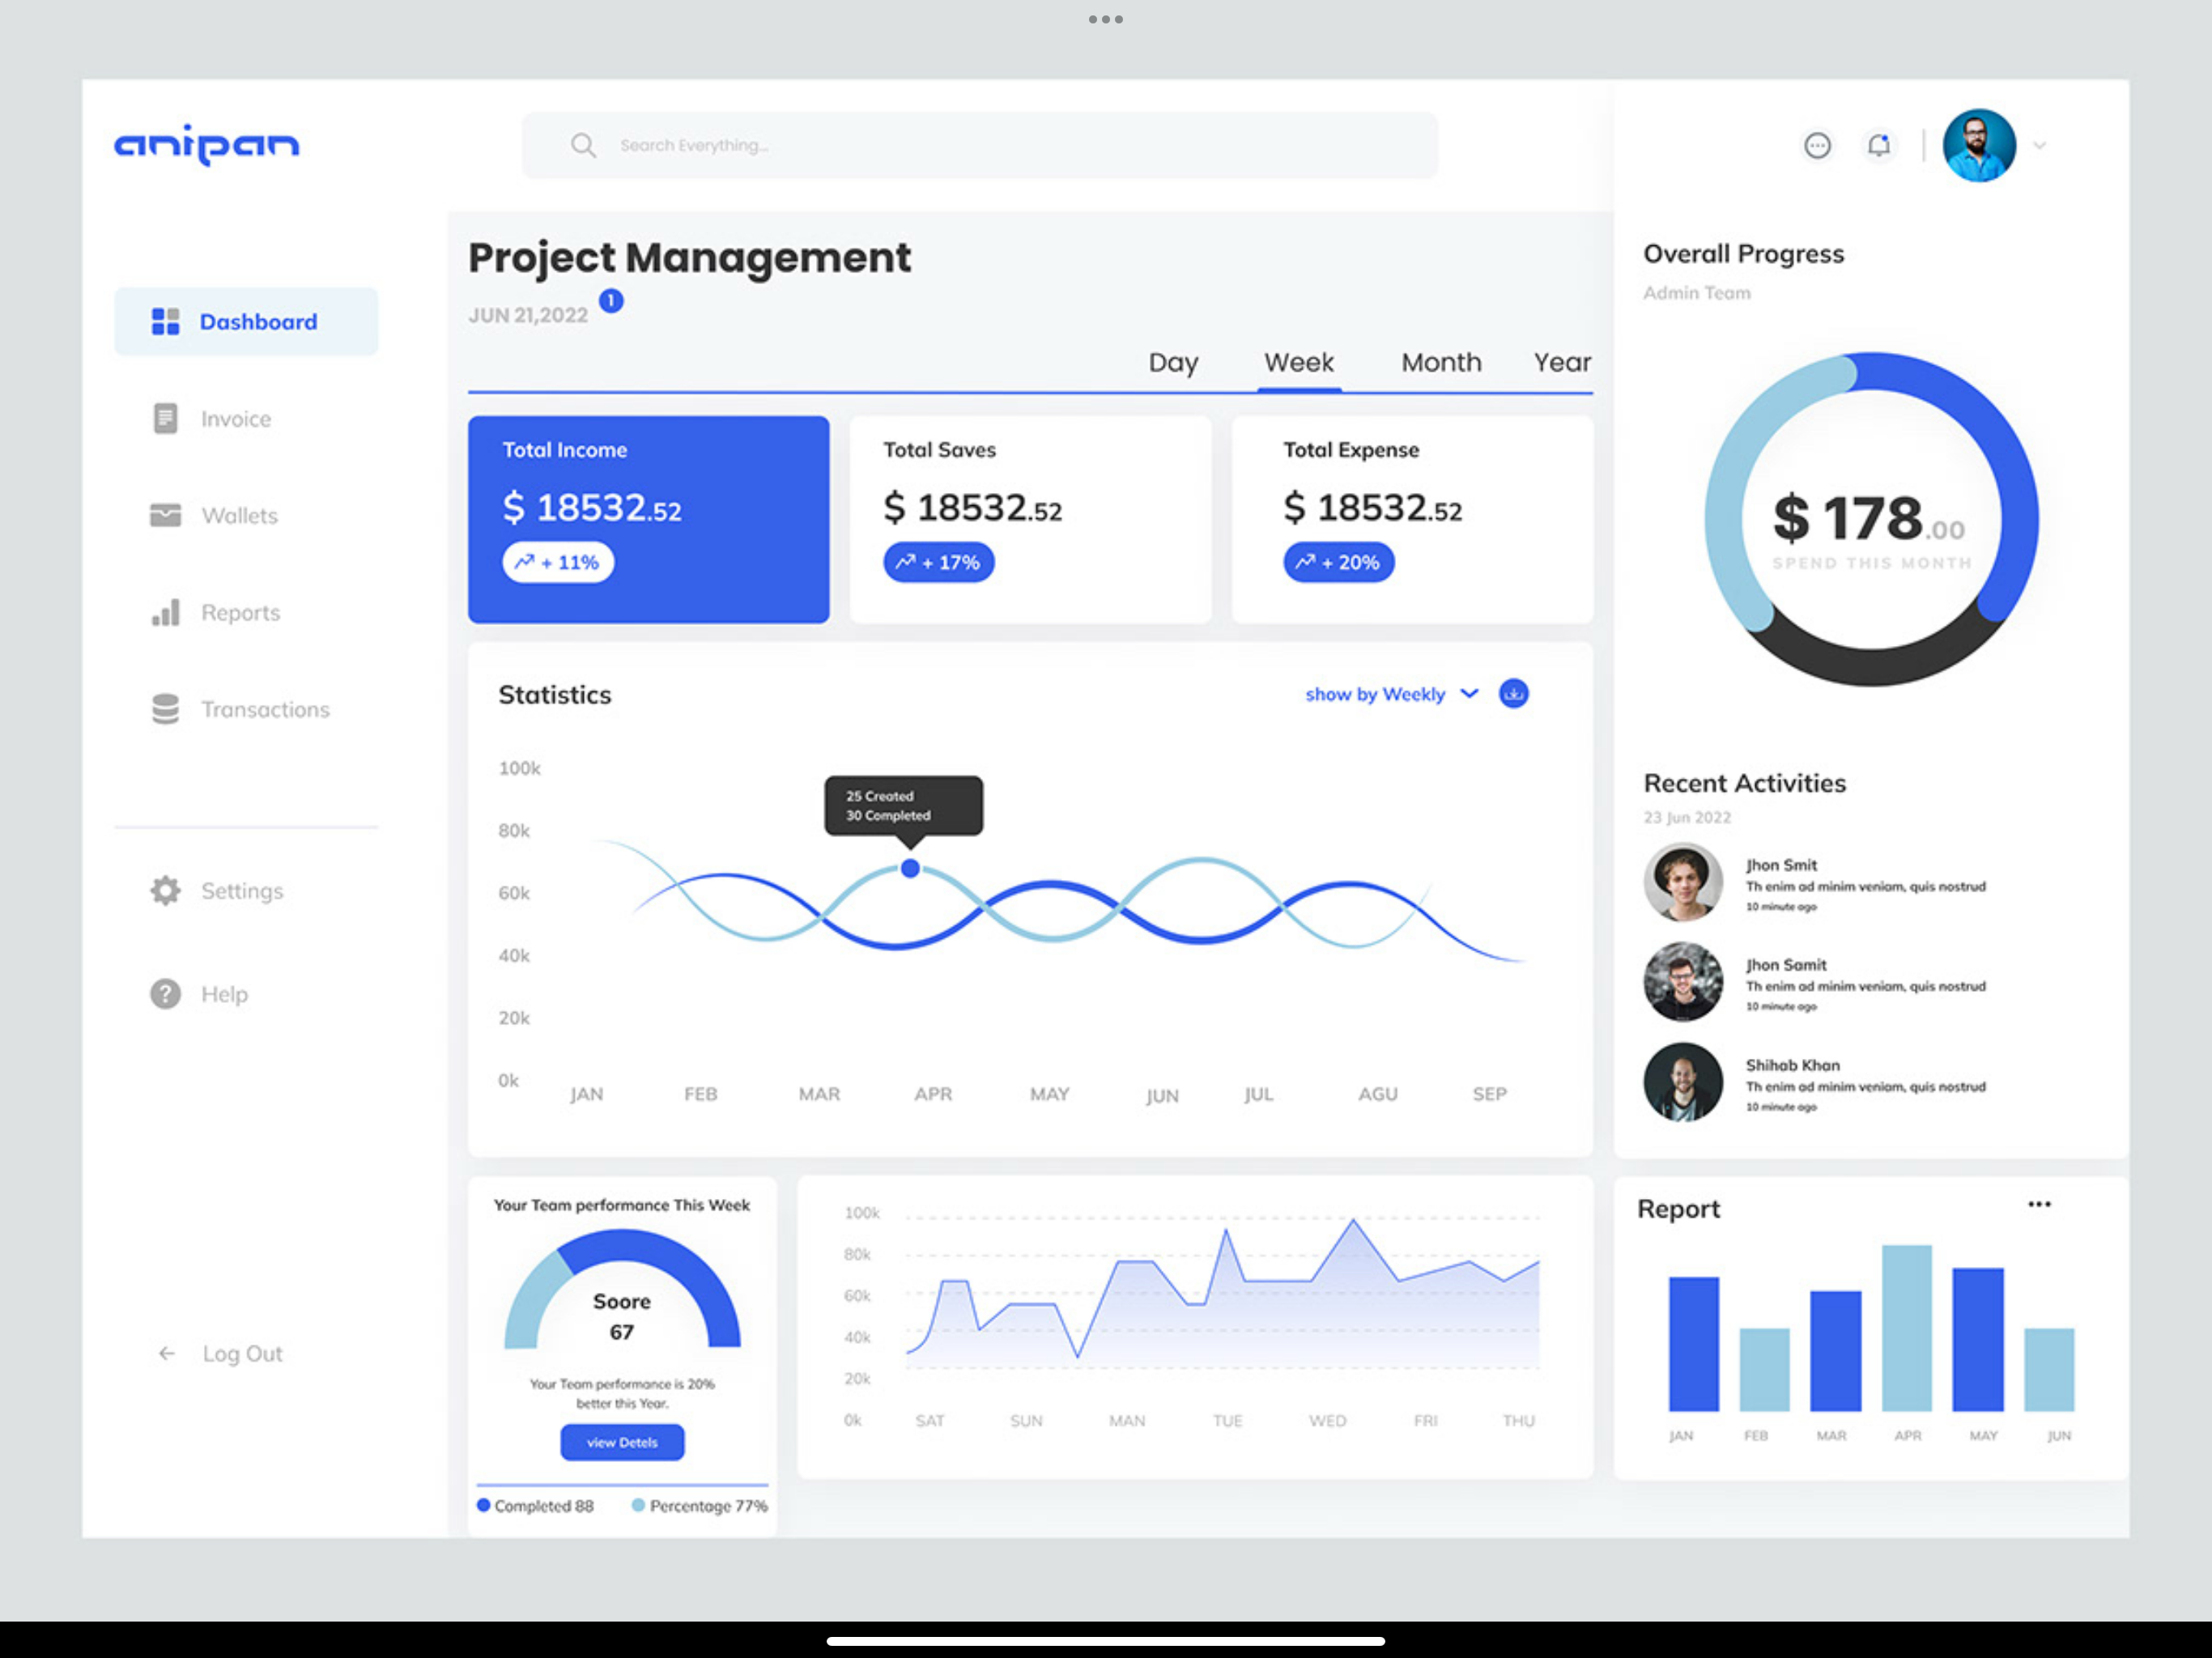 anipan
Search Everything...
Dashboard
Invoice
Wallets
Reports
Transactions
Settings
Help
Log Out
Project Management
JUN 21,2022
1
Day Week Month Year
Total Income
$ 18532.52
+ 11%
Total Saves
$ 18532.52
+ 17%
Total Expense
$ 18532.52
+ 20%
Statistics
show by Weekly
100k
80k
60k
40k
20k
0k
25 Created
30 Completed
JAN FEB MAR APR MAY JUN JUL AGU SEP
Your Team performance This Week
Soore
67
Your Team performance is 20%
better this Year.
view Detels
Completed 88 Percentage 77%
100k
80k
60k
40k
20k
0k
SAT SUN MAN TUE WED FRI THU
Overall Progress
Admin Team
$ 178.00
SPEND THIS MONTH
Recent Activities
23 Jun 2022
Jhon Smit
Th enim ad minim veniam, quis nostrud
10 minute ago
Jhon Samit
Th enim ad minim veniam, quis nostrud
10 minute ago
Shihab Khan
Th enim ad minim veniam, quis nostrud
10 minute ago
Report
JAN FEB MAR APR MAY JUN